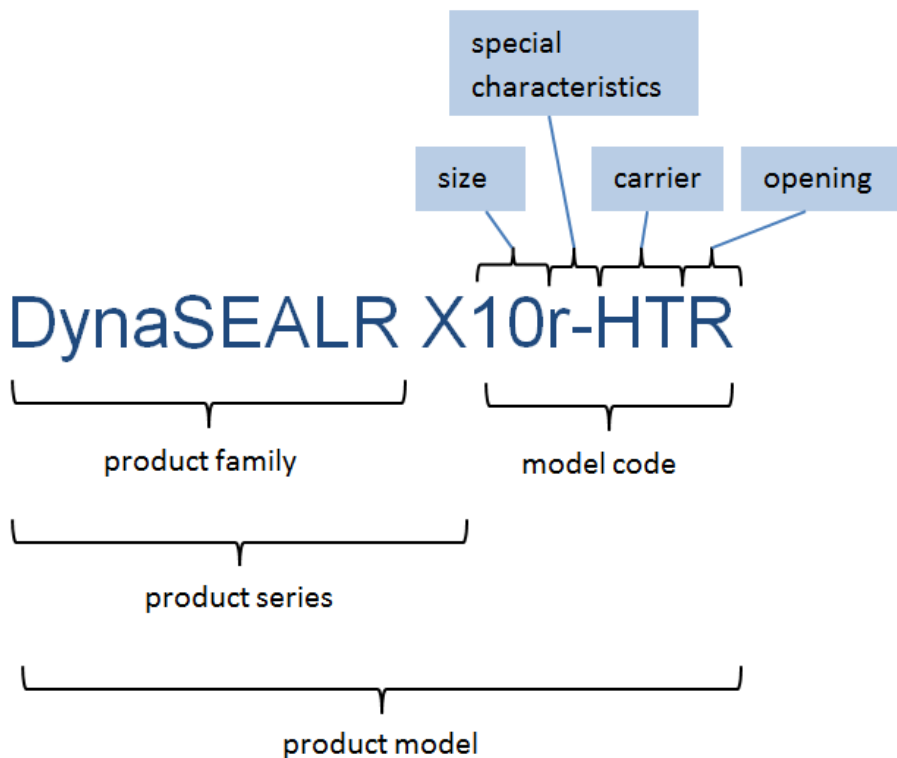 special
characteristics
size
carrier
opening
DynaSEALR X10r-HTR
product family
model code
product series
product model